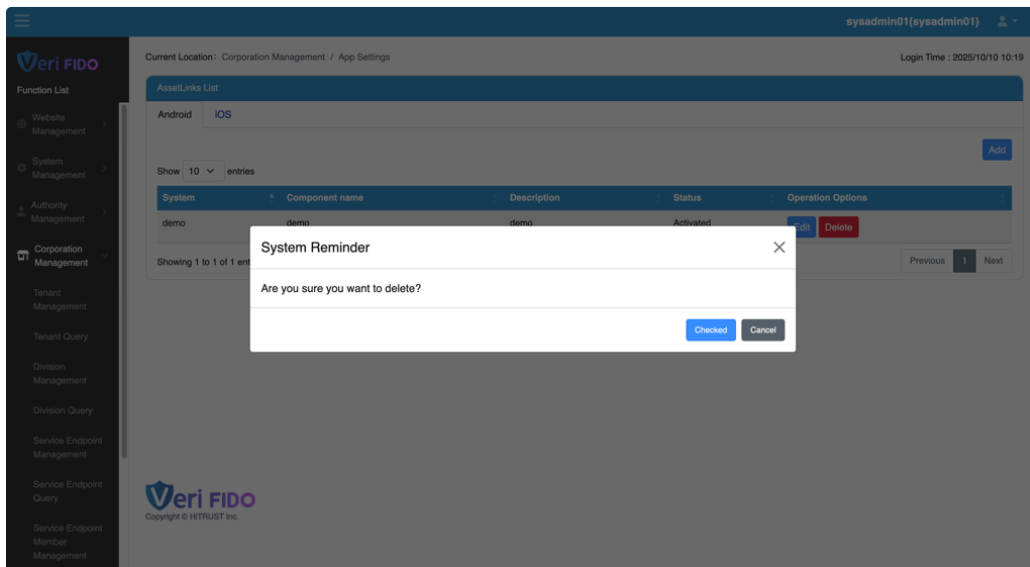 sysadmin01(sysadmin01)
Veri FIDO
Function List
Website
Management
System
Management
Authority
Management
Corporation
Management
Tenant
Management
Tenant Query
Division
Management
Division Query
Service Endpoint
Management
Service Endpoint
Query
Service Endpoint
Member
Management
Current Location: Corporation Management / App Settings
Login Time : 2025/10/10 10:19
AssetLinks List
Android iOS
Add
Show 10 entries
System Component name Description Status Operation Options
demo demo demo Activated Edit Delete
Showing 1 to 1 of 1 ent
Previous 1 Next
System Reminder
Are you sure you want to delete?
Checked Cancel
Veri FIDO
Copyright © HiTRUST Inc.